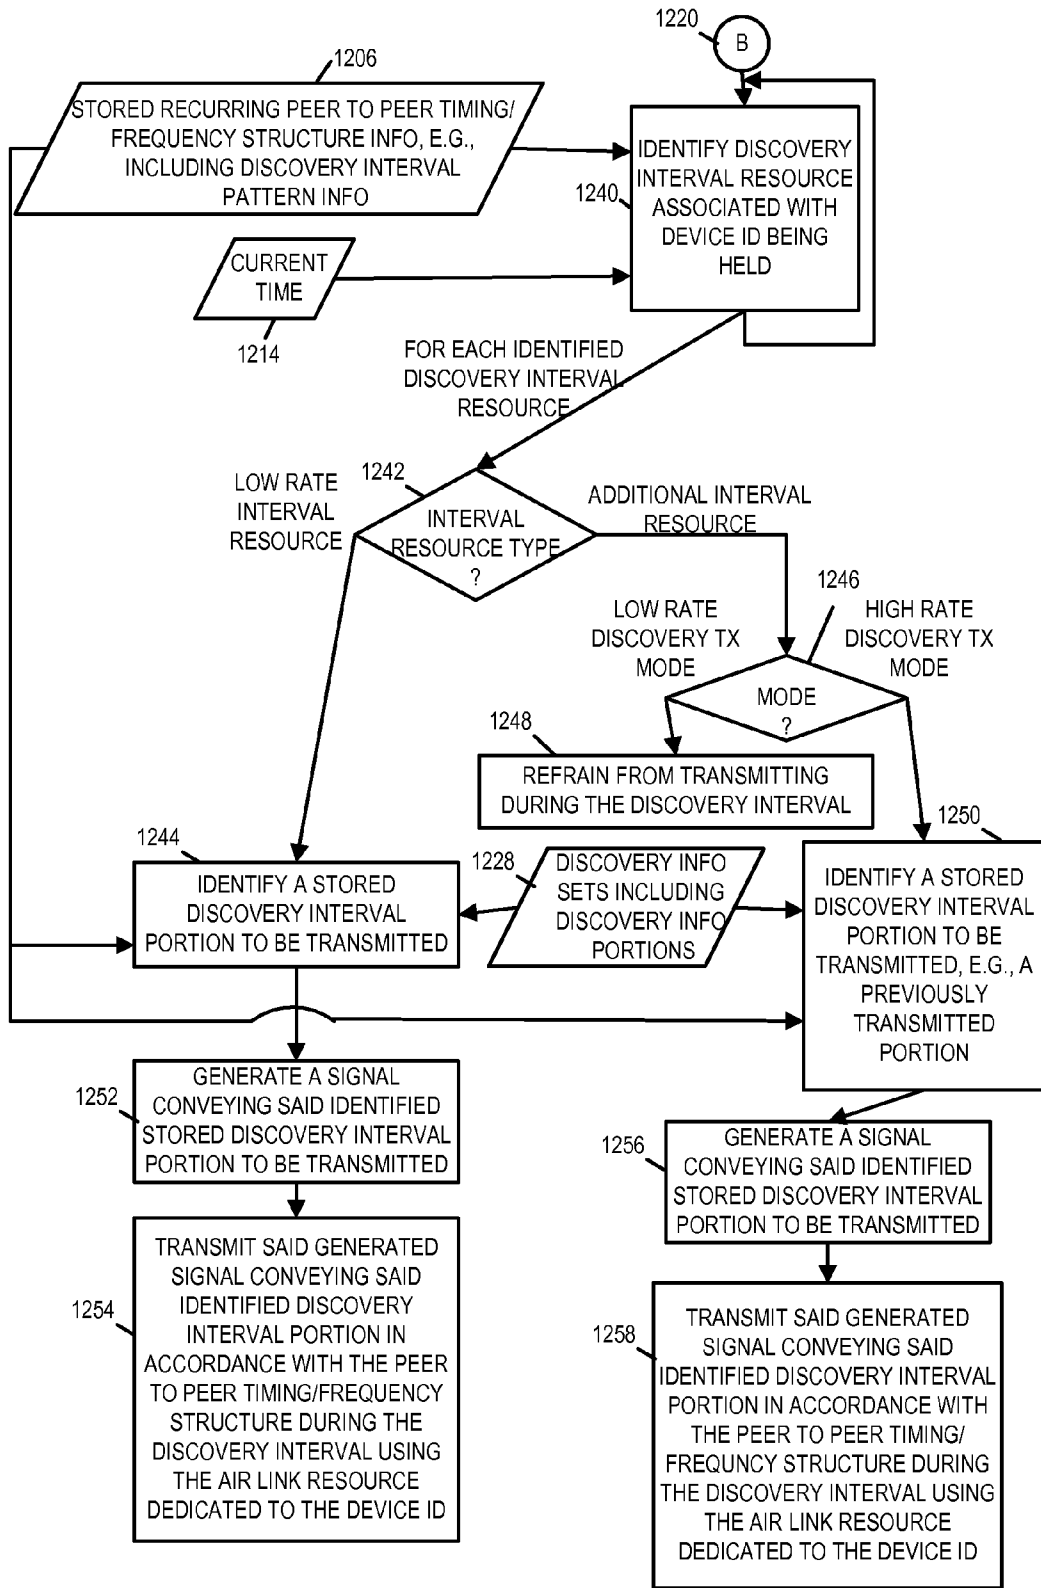 1220
B
1206
STORED RECURRING PEER TO PEER TIMING/
FREQUENCY STRUCTURE INFO, E.G.,
INCLUDING DISCOVERY INTERVAL
PATTERN INFO
IDENTIFY DISCOVERY
INTERVAL RESOURCE
ASSOCIATED WITH
DEVICE ID BEING
HELD
1240
CURRENT
TIME
1214
FOR EACH IDENTIFIED
DISCOVERY INTERVAL
RESOURCE
LOW RATE
INTERVAL
RESOURCE
1242
INTERVAL
RESOURCE TYPE
?
ADDITIONAL INTERVAL
RESOURCE
1246
LOW RATE
DISCOVERY TX
MODE
HIGH RATE
DISCOVERY TX
MODE
MODE
?
1248
REFRAIN FROM TRANSMITTING
DURING THE DISCOVERY INTERVAL
1244
IDENTIFY A STORED
DISCOVERY INTERVAL
PORTION TO BE TRANSMITTED
1228
DISCOVERY INFO
SETS INCLUDING
DISCOVERY INFO
PORTIONS
1250
IDENTIFY A STORED
DISCOVERY INTERVAL
PORTION TO BE
TRANSMITTED, E.G., A
PREVIOUSLY
TRANSMITTED
PORTION
1252
GENERATE A SIGNAL
CONVEYING SAID IDENTIFIED
STORED DISCOVERY INTERVAL
PORTION TO BE TRANSMITTED
1256
GENERATE A SIGNAL
CONVEYING SAID IDENTIFIED
STORED DISCOVERY INTERVAL
PORTION TO BE TRANSMITTED
1254
TRANSMIT SAID GENERATED
SIGNAL CONVEYING SAID
IDENTIFIED DISCOVERY
INTERVAL PORTION IN
ACCORDANCE WITH THE PEER
TO PEER TIMING/FREQUENCY
STRUCTURE DURING THE
DISCOVERY INTERVAL USING
THE AIR LINK RESOURCE
DEDICATED TO THE DEVICE ID
1258
TRANSMIT SAID GENERATED
SIGNAL CONVEYING SAID
IDENTIFIED DISCOVERY INTERVAL
PORTION IN ACCORDANCE WITH
THE PEER TO PEER TIMING/
FREQUNCY STRUCTURE DURING
THE DISCOVERY INTERVAL USING
THE AIR LINK RESOURCE
DEDICATED TO THE DEVICE ID